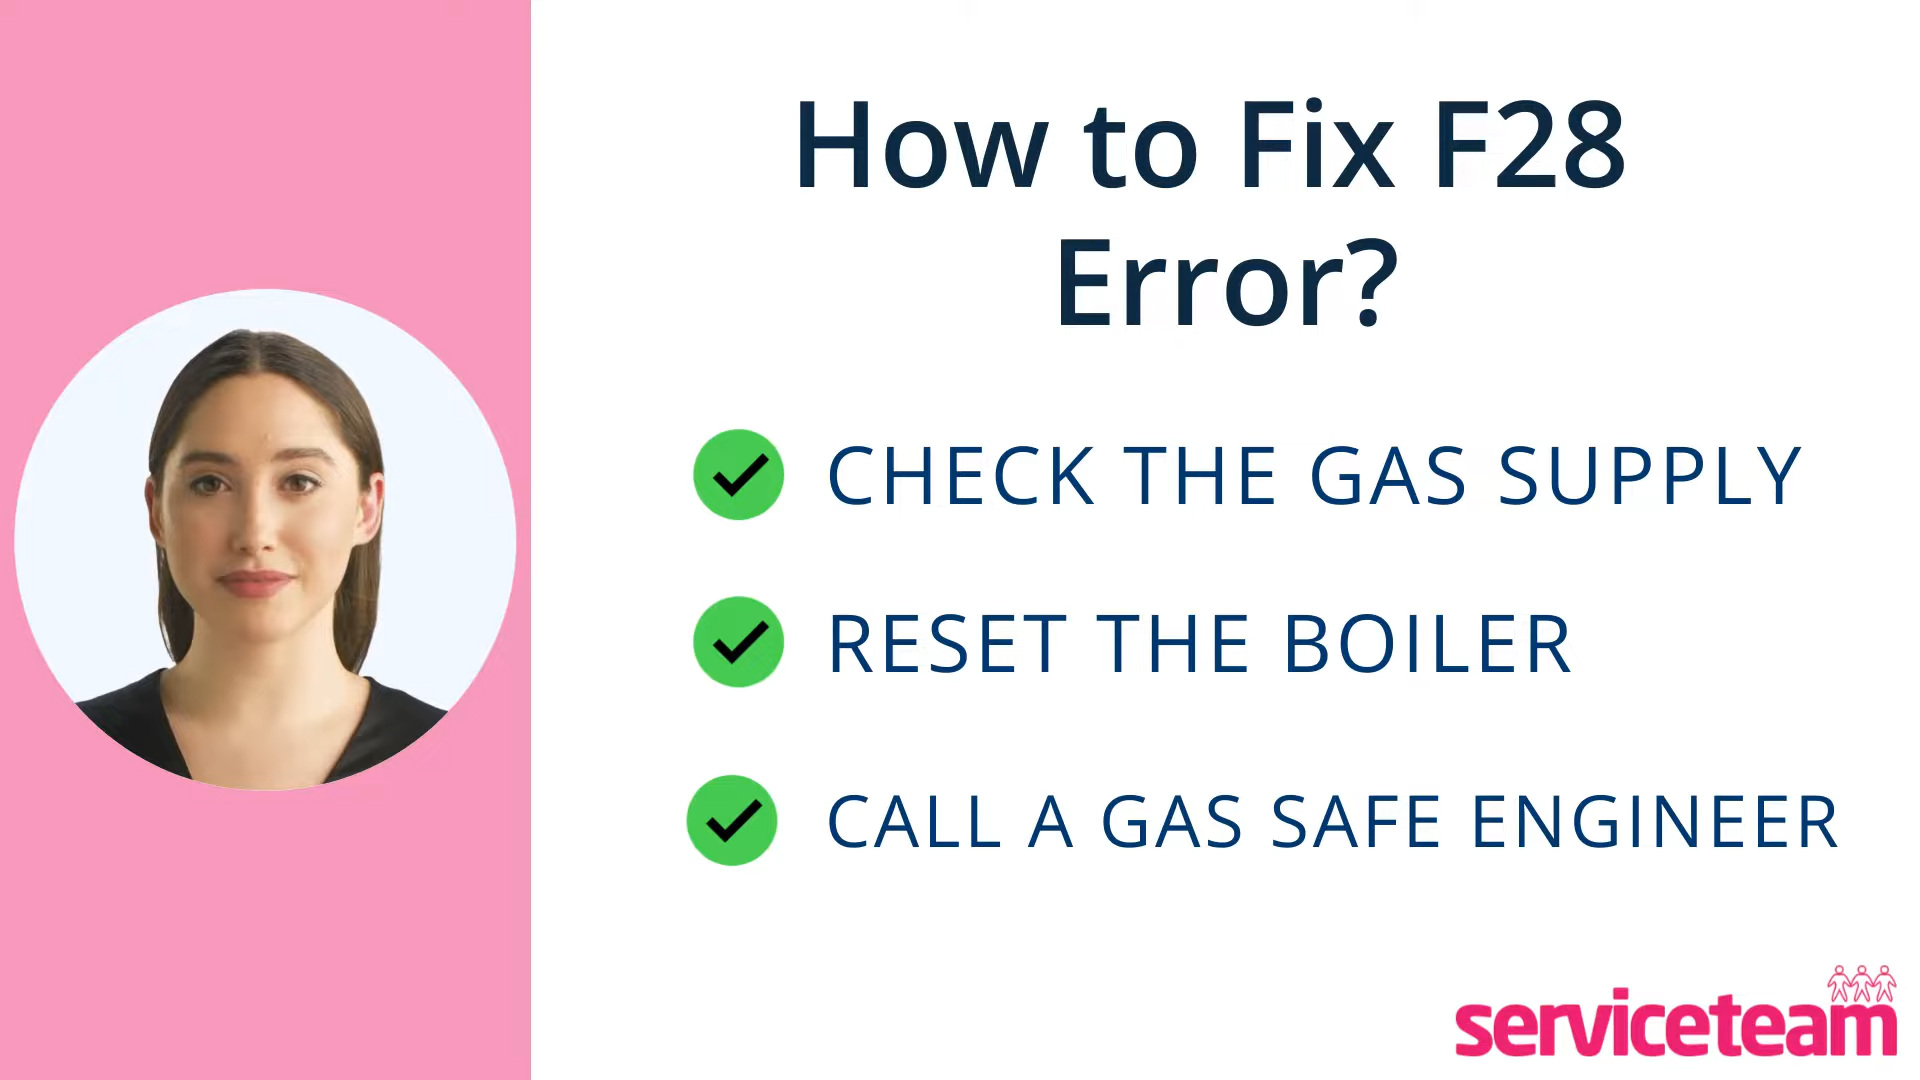 How to Fix F28
Error?
CHECK THE GAS SUPPLY
RESET THE BOILER
CALL A GAS SAFE ENGINEER
serviceteam